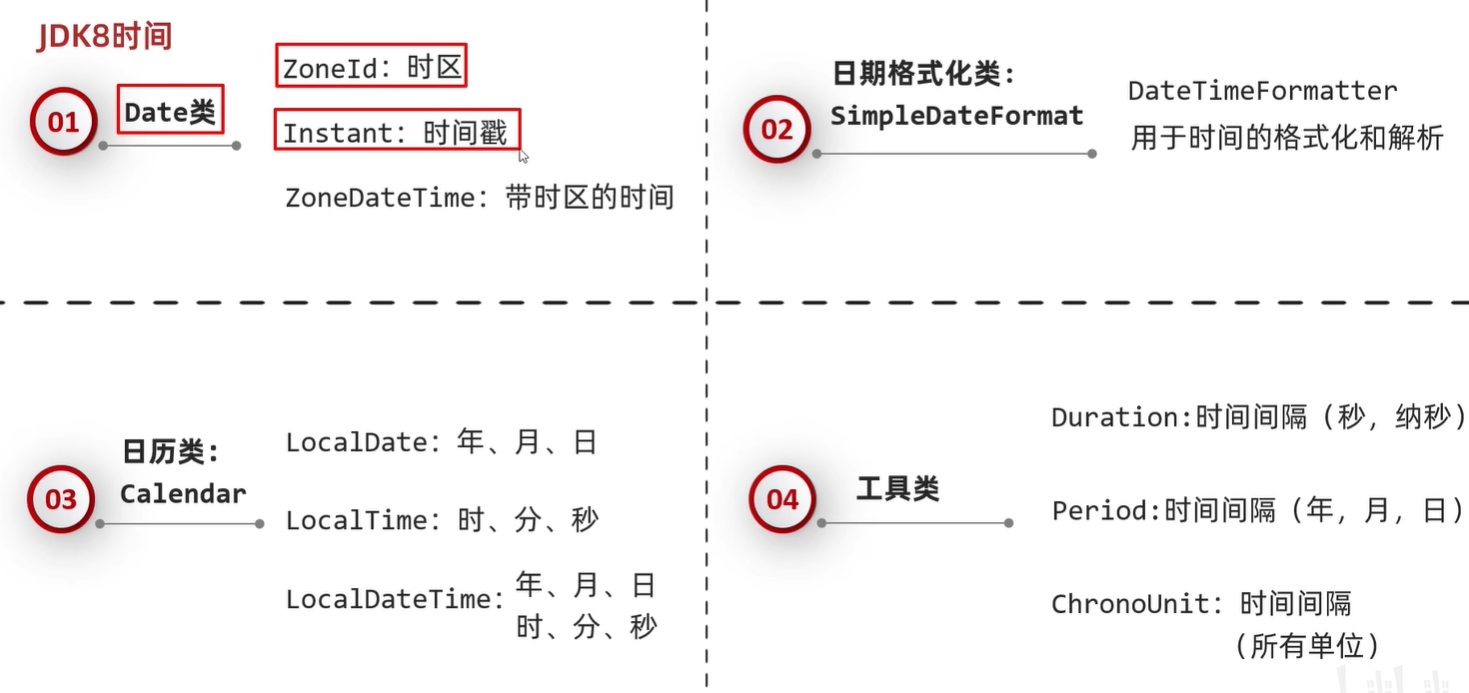 JDK8时间
01
Date类
ZoneId：时区
Instant：时间戳
ZoneDateTime：带时区的时间
02
日期格式化类：
SimpleDateFormat
DateTimeFormatter
用于时间的格式化和解析
03
日历类：
Calendar
LocalDate：年、月、日
LocalTime：时、分、秒
LocalDateTime：
年、月、日
时、分、秒
04
工具类
Duration:时间间隔（秒，纳秒）
Period:时间间隔（年，月，日）
ChronoUnit：时间间隔
（所有单位）